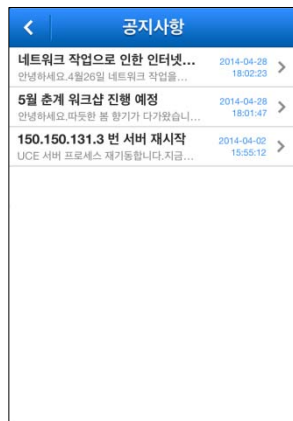 공지사항
네트워크 작업으로 인한 인터넷...
2014-04-28
안녕하세요.4월26일 네트워크 작업을...
18:02:23
5월 춘계 워크샵 진행 예정
2014-04-28
안녕하세요.따듯한 봄 향기가 다가왔습니...
18:01:47
150.150.131.3 번 서버 재시작
2014-04-02
UCE 서버 프로세스 재기동합니다.지금...
15:55:12